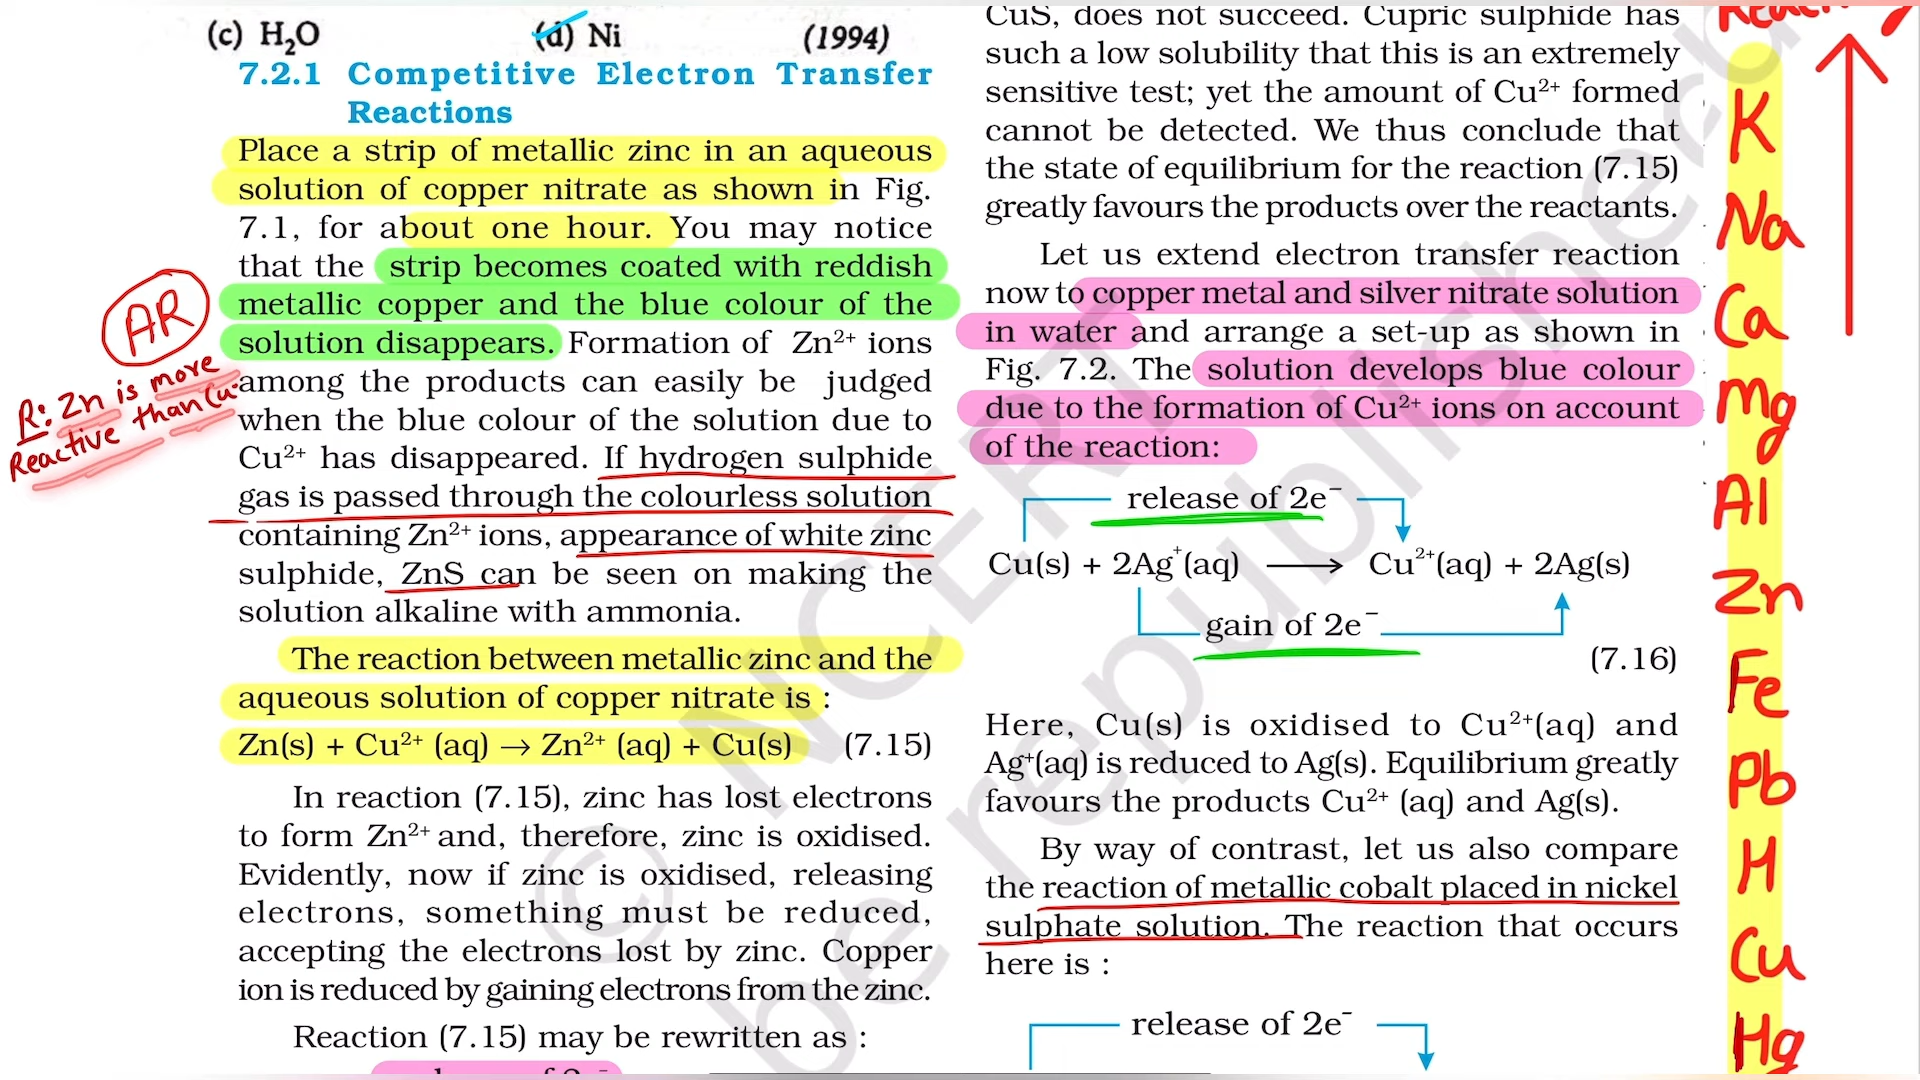 (c) H₂O (d) Ni (1994)
7.2.1 Competitive Electron Transfer
Reactions
Place a strip of metallic zinc in an aqueous
solution of copper nitrate as shown in Fig.
7.1, for about one hour. You may notice
that the strip becomes coated with reddish
metallic copper and the blue colour of the
solution disappears. Formation of Zn²⁺ ions
among the products can easily be judged
when the blue colour of the solution due to
Cu²⁺ has disappeared. If hydrogen sulphide
gas is passed through the colourless solution
containing Zn²⁺ ions, appearance of white zinc
sulphide, ZnS can be seen on making the
solution alkaline with ammonia.
The reaction between metallic zinc and the
aqueous solution of copper nitrate is :
Zn(s) + Cu²⁺ (aq) → Zn²⁺ (aq) + Cu(s) (7.15)
In reaction (7.15), zinc has lost electrons
to form Zn²⁺ and, therefore, zinc is oxidised.
Evidently, now if zinc is oxidised, releasing
electrons, something must be reduced,
accepting the electrons lost by zinc. Copper
ion is reduced by gaining electrons from the zinc.
Reaction (7.15) may be rewritten as :
AR
R: Zn is more
Reactive than Cu
CuS, does not succeed. Cupric sulphide has
such a low solubility that this is an extremely
sensitive test; yet the amount of Cu²⁺ formed
cannot be detected. We thus conclude that
the state of equilibrium for the reaction (7.15)
greatly favours the products over the reactants.
Let us extend electron transfer reaction
now to copper metal and silver nitrate solution
in water and arrange a set-up as shown in
Fig. 7.2. The solution develops blue colour
due to the formation of Cu²⁺ ions on account
of the reaction:
release of 2e⁻
Cu(s) + 2Ag⁺(aq) → Cu²⁺(aq) + 2Ag(s)
gain of 2e⁻
(7.16)
Here, Cu(s) is oxidised to Cu²⁺(aq) and
Ag⁺(aq) is reduced to Ag(s). Equilibrium greatly
favours the products Cu²⁺ (aq) and Ag(s).
By way of contrast, let us also compare
the reaction of metallic cobalt placed in nickel
sulphate solution. The reaction that occurs
here is :
release of 2e⁻
K
Na
Ca
Mg
Al
Zn
Fe
Pb
H
Cu
Hg
© NCERT
be republished